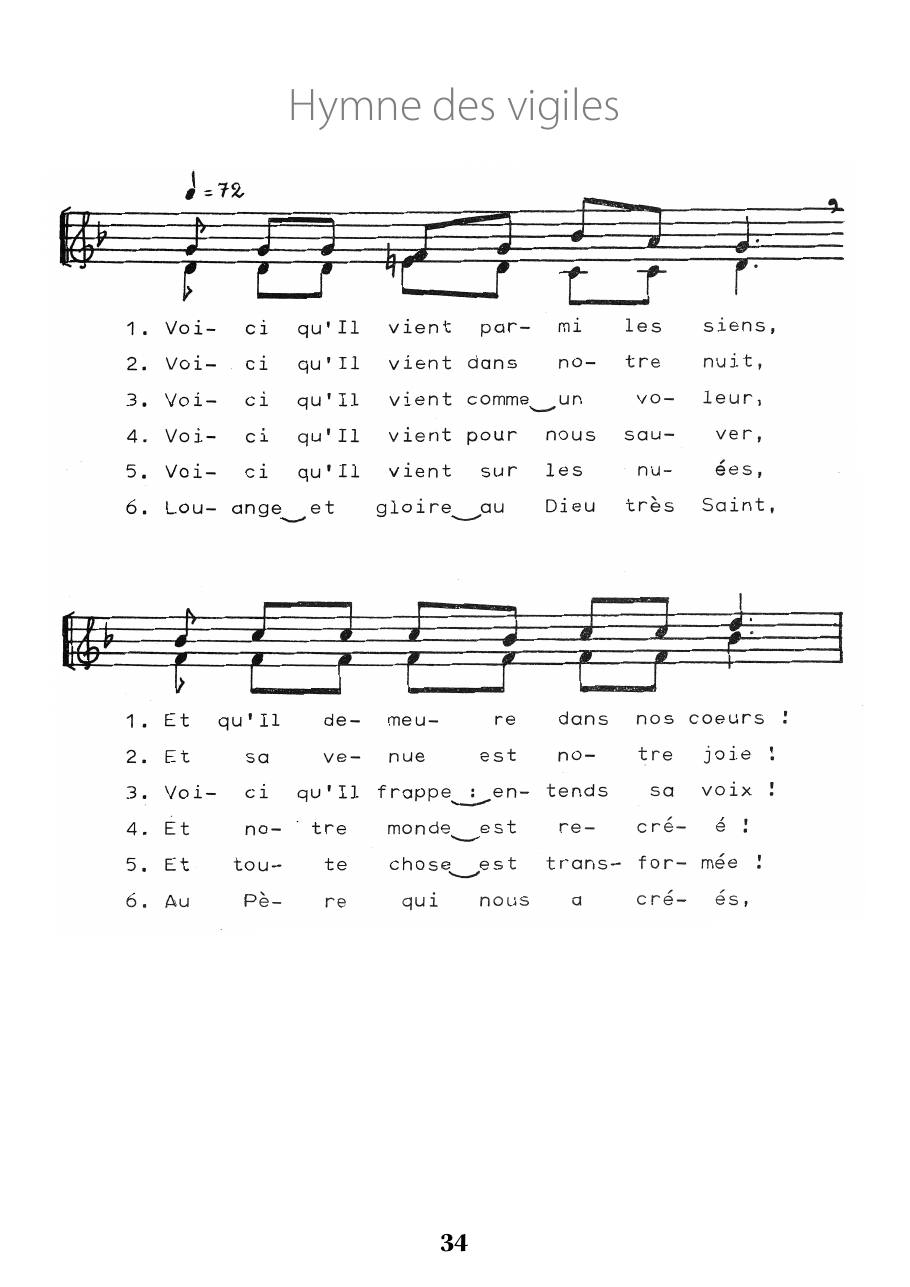 Hymne des vigiles
= 72
1. Voi- ci qu'Il vient par- mi les siens,
2. Voi- ci qu'Il vient dans no- tre nuit,
3. Voi- ci qu'Il vient comme un vo- leur,
4. Voi- ci qu'Il vient pour nous sau- ver,
5. Voi- ci qu'Il vient sur les nu- ées,
6. Lou- ange et gloire au Dieu très Saint,
1. Et qu'Il de- meu- re dans nos coeurs !
2. Et sa ve- nue est no- tre joie !
3. Voi- ci qu'Il frappe : en- tends sa voix !
4. Et no- tre monde est re- cré- é !
5. Et tou- te chose est trans- for- mée !
6. Au Pè- re qui nous a cré- és,
34